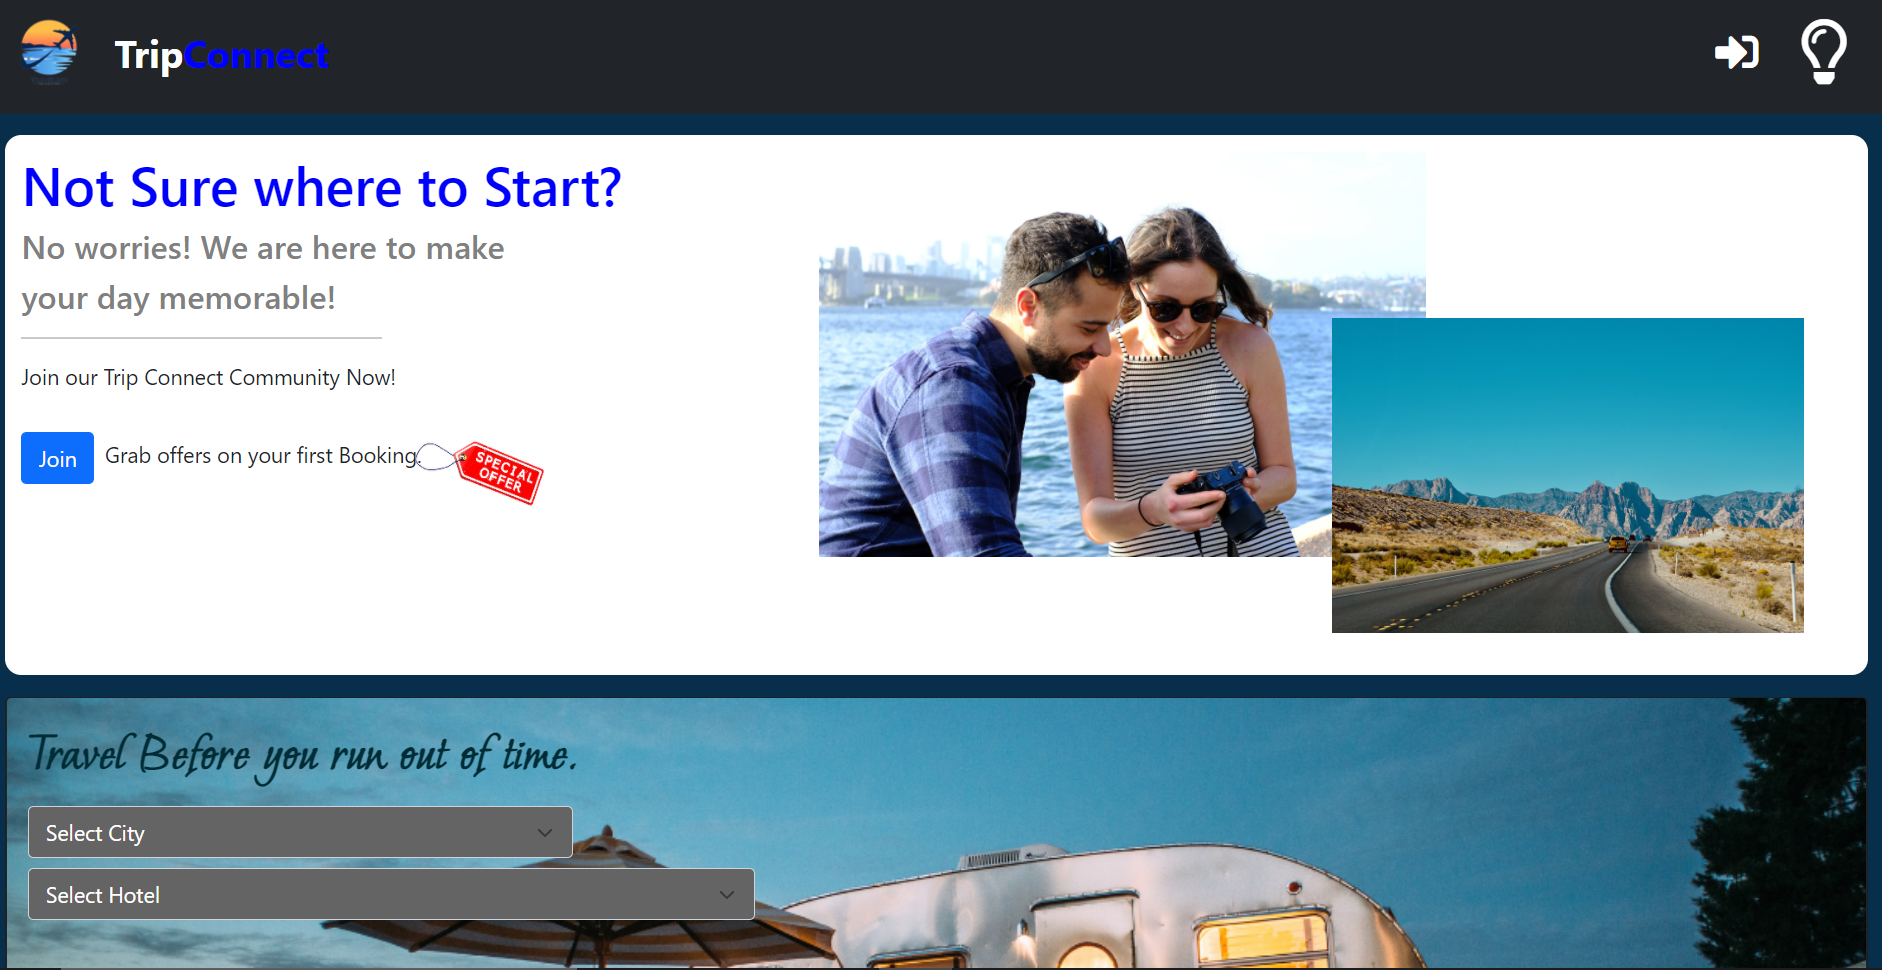 TripConnect
Not Sure where to Start?
No worries! We are here to make
your day memorable!
Join our Trip Connect Community Now!
Join
Grab offers on your first Booking.
SPECIAL
OFFER
Travel Before you run out of time.
Select City
Select Hotel